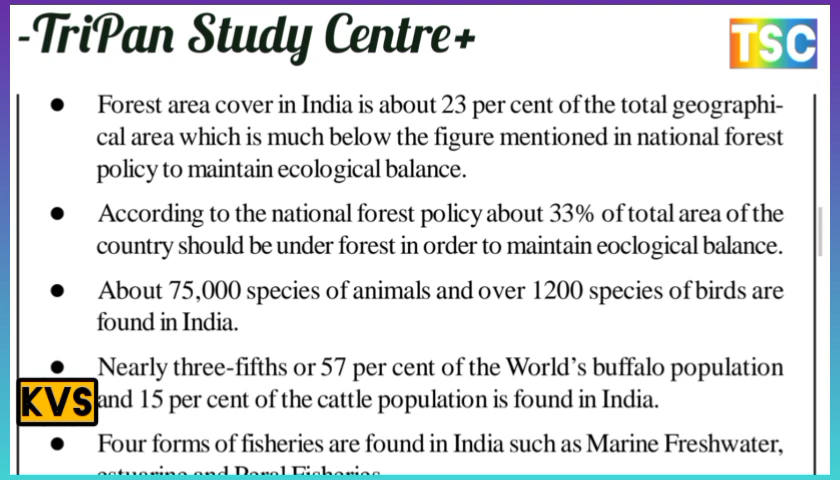 -TriPan Study Centre+
TSC
● Forest area cover in India is about 23 per cent of the total geographi-
cal area which is much below the figure mentioned in national forest
policy to maintain ecological balance.
● According to the national forest policy about 33% of total area of the
country should be under forest in order to maintain eoclogical balance.
● About 75,000 species of animals and over 1200 species of birds are
found in India.
● Nearly three-fifths or 57 per cent of the World's buffalo population
KVS
and 15 per cent of the cattle population is found in India.
● Four forms of fisheries are found in India such as Marine Freshwater,
estuarine and Peral Fisheries